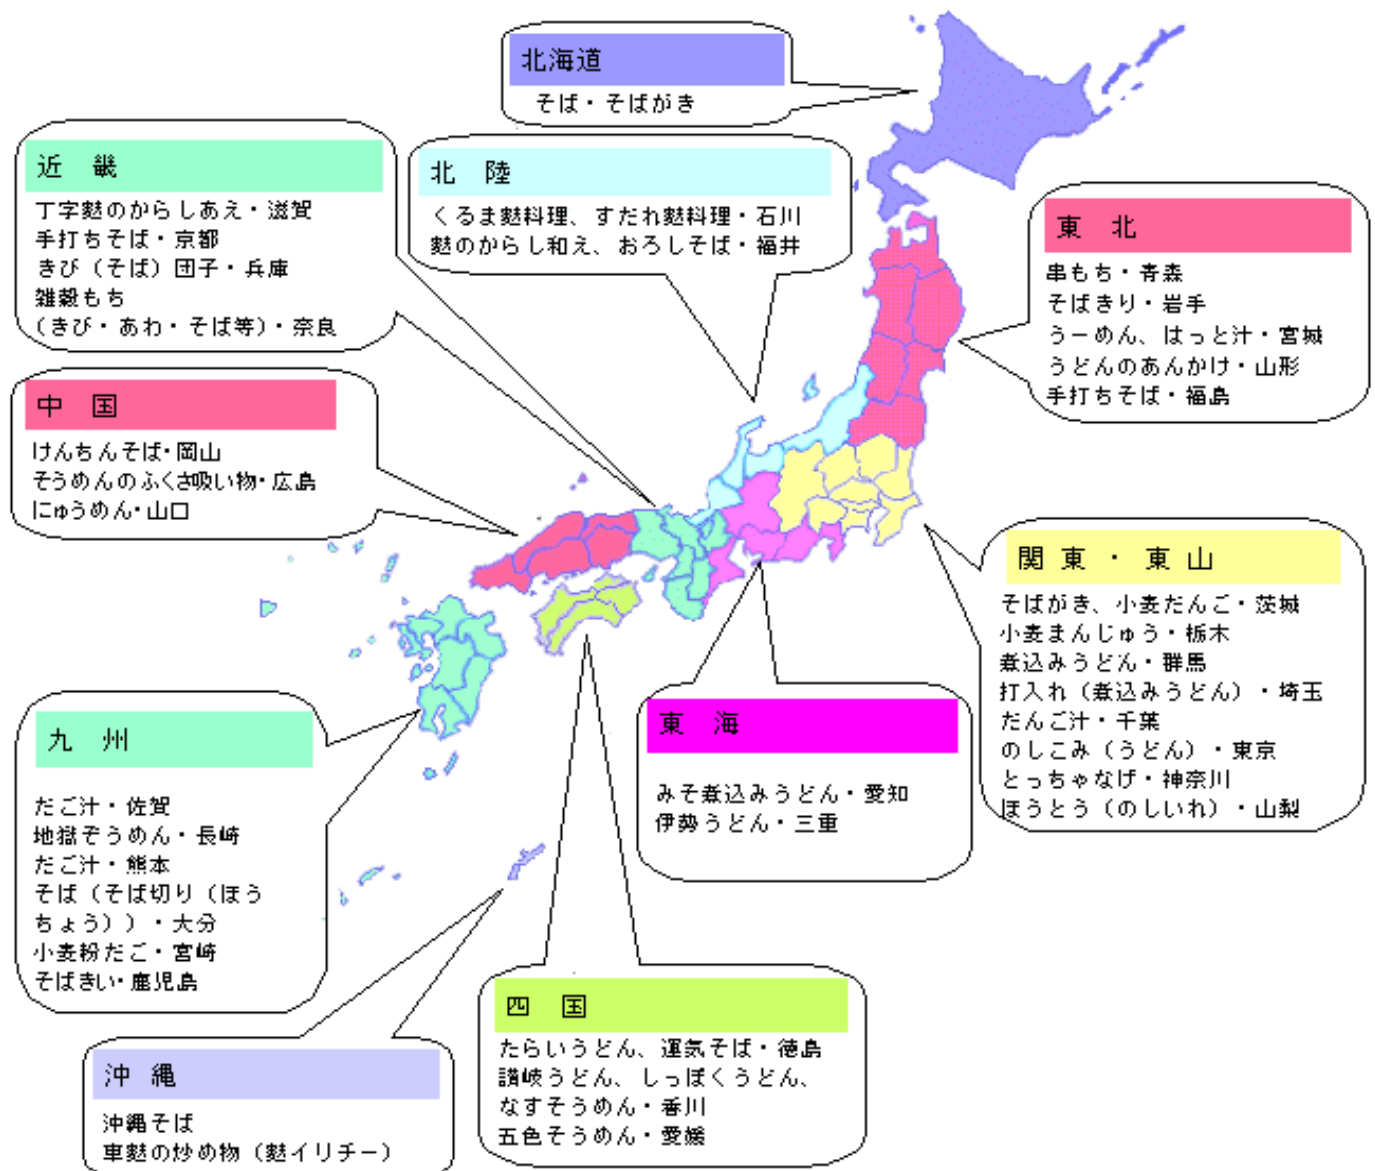 北海道
そば・そばがき
近 畿
丁字麩のからしあえ・滋賀
手打ちそば・京都
きび（そば）団子・兵庫
雑穀もち
（きび・あわ・そば等）・奈良
北 陸
くるま麩料理、すだれ麩料理・石川
麩のからし和え、おろしそば・福井
東 北
串もち・青森
そばきり・岩手
うーめん、はっと汁・宮城
うどんのあんかけ・山形
手打ちそば・福島
中 国
けんちんそば・岡山
そうめんのふくさ吸い物・広島
にゅうめん・山口
関 東 ・ 東 山
そばがき、小麦だんご・茨城
小麦まんじゅう・栃木
煮込みうどん・群馬
打入れ（煮込みうどん）・埼玉
だんご汁・千葉
のしこみ（うどん）・東京
とっちゃなげ・神奈川
ほうとう（のしいれ）・山梨
東 海
みそ煮込みうどん・愛知
伊勢うどん・三重
九 州
だご汁・佐賀
地獄ぞうめん・長崎
だご汁・熊本
そば（そば切り（ほう
ちょう））・大分
小麦粉だご・宮崎
そばきい・鹿児島
四 国
たらいうどん、運気そば・徳島
讃岐うどん、しっぽくうどん、
なすそうめん・香川
五色そうめん・愛媛
沖 縄
沖縄そば
車麩の炒め物（麩イリチー）